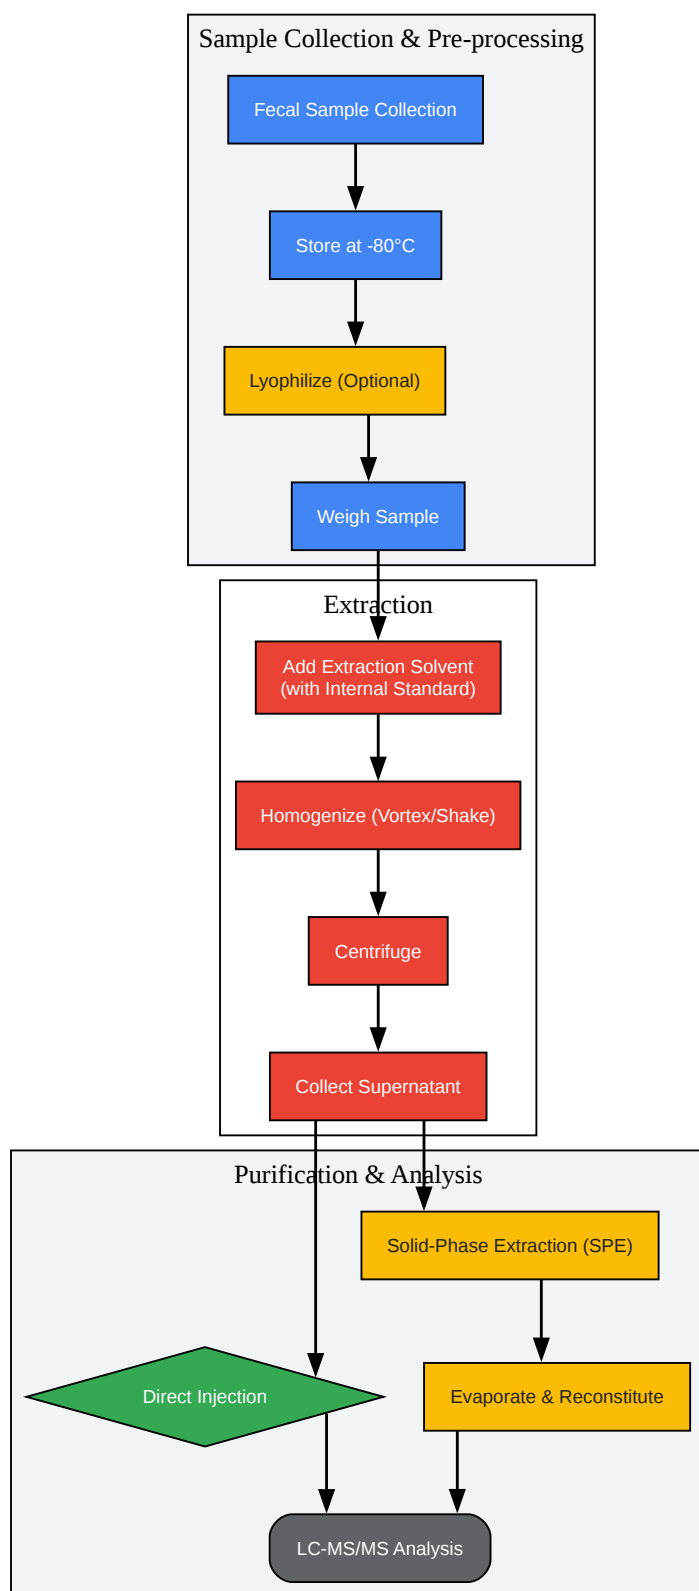 Sample Collection & Pre-processing
Fecal Sample Collection
Store at -80°C
Lyophilize (Optional)
Weigh Sample
Extraction
Add Extraction Solvent
(with Internal Standard)
Homogenize (Vortex/Shake)
Centrifuge
Collect Supernatant
Purification & Analysis
Solid-Phase Extraction (SPE)
Direct Injection
Evaporate & Reconstitute
LC-MS/MS Analysis